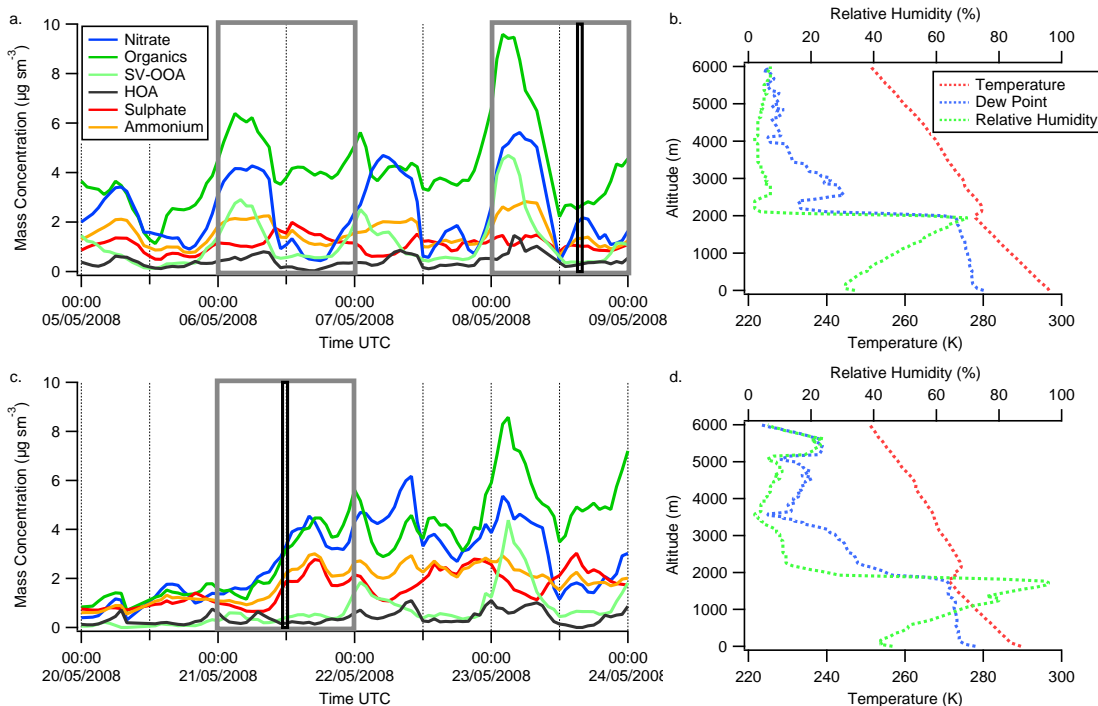 a.
10
8
6
4
2
0
Mass Concentration (µg sm⁻³)
Nitrate
Organics
SV-OOA
HOA
Sulphate
Ammonium
00:00 00:00 00:00 00:00 00:00
05/05/2008 06/05/2008 07/05/2008 08/05/2008 09/05/2008
Time UTC
b.
Relative Humidity (%)
0 20 40 60 80 100
6000
5000
4000
3000
2000
1000
0
Altitude (m)
Temperature
Dew Point
Relative Humidity
220 240 260 280 300
Temperature (K)
c.
10
8
6
4
2
0
Mass Concentration (µg sm⁻³)
00:00 00:00 00:00 00:00 00:00
20/05/2008 21/05/2008 22/05/2008 23/05/2008 24/05/2008
Time UTC
d.
Relative Humidity (%)
0 20 40 60 80 100
6000
5000
4000
3000
2000
1000
0
Altitude (m)
220 240 260 280 300
Temperature (K)